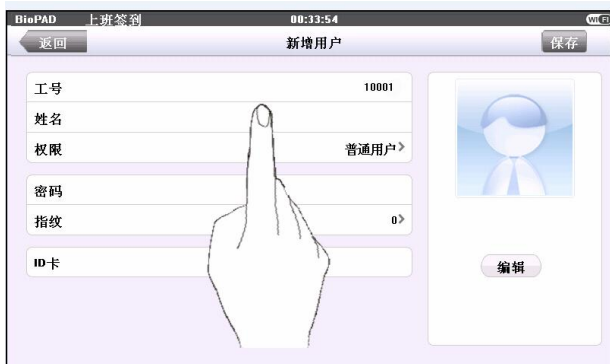 BioPAD 上班签到 00:33:54 WIFI
返回 新增用户 保存
工号 10001
姓名
权限 普通用户>
密码
指纹 0>
ID卡
编辑